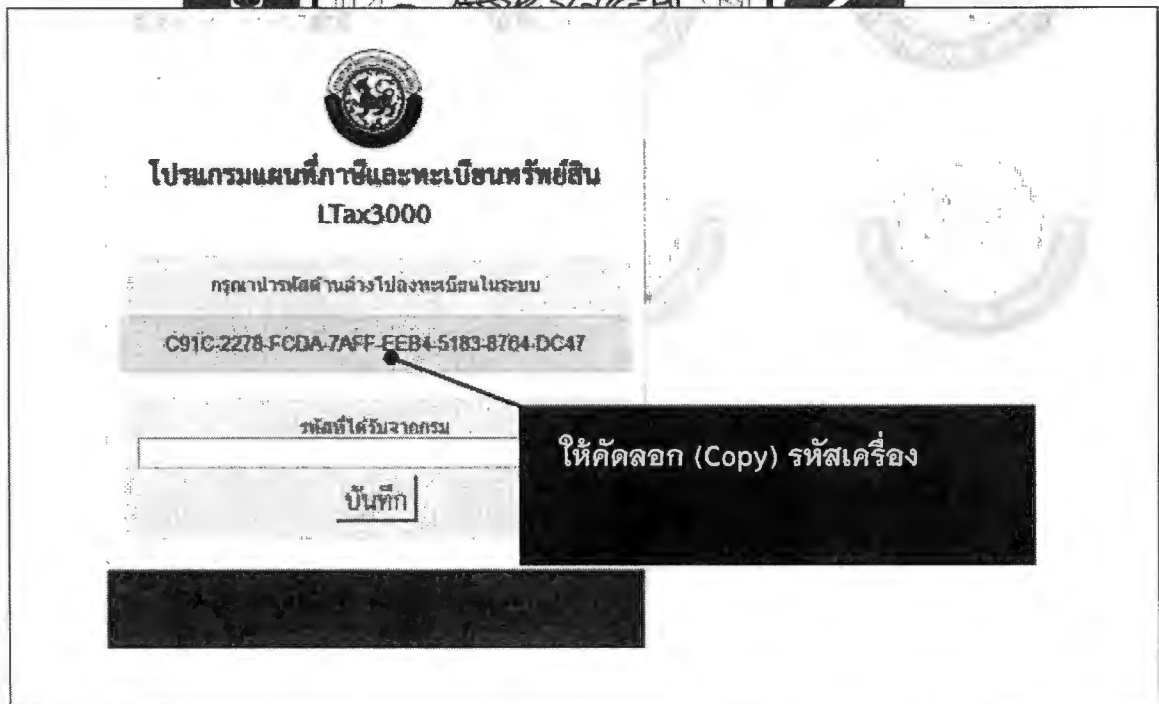 โปรแกรมแผนที่ภาษีและทะเบียนทรัพย์สิน
LTax3000
กรุณานำรหัสด้านล่างไปลงทะเบียนในระบบ
C91C-2278-FCDA-7AFF-EEB4-5183-8764-DC47
รหัสที่ได้รับจากกรม
บันทึก
ให้คัดลอก (Copy) รหัสเครื่อง